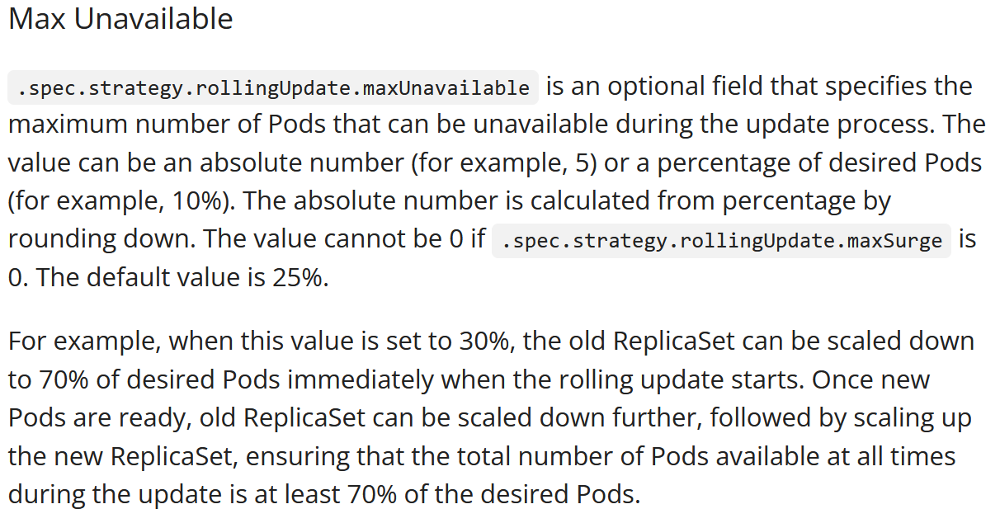 Max Unavailable
.spec.strategy.rollingUpdate.maxUnavailable is an optional field that specifies the
maximum number of Pods that can be unavailable during the update process. The
value can be an absolute number (for example, 5) or a percentage of desired Pods
(for example, 10%). The absolute number is calculated from percentage by
rounding down. The value cannot be 0 if .spec.strategy.rollingUpdate.maxSurge is
0. The default value is 25%.
For example, when this value is set to 30%, the old ReplicaSet can be scaled down
to 70% of desired Pods immediately when the rolling update starts. Once new
Pods are ready, old ReplicaSet can be scaled down further, followed by scaling up
the new ReplicaSet, ensuring that the total number of Pods available at all times
during the update is at least 70% of the desired Pods.